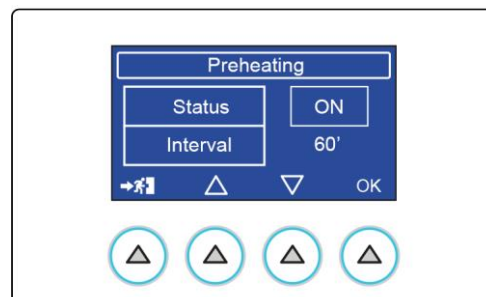 Preheating
Status ON
Interval 60’
OK